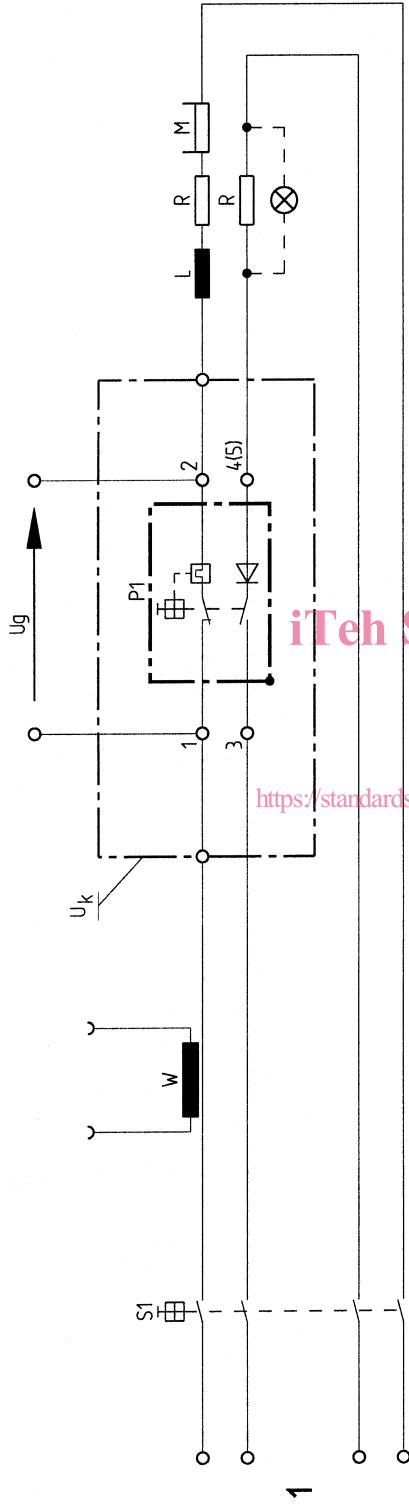 Ug
M
R
R
L
2
4(5)
P1
iTeh S
1
3
https://standards
Uk
W
S1
1